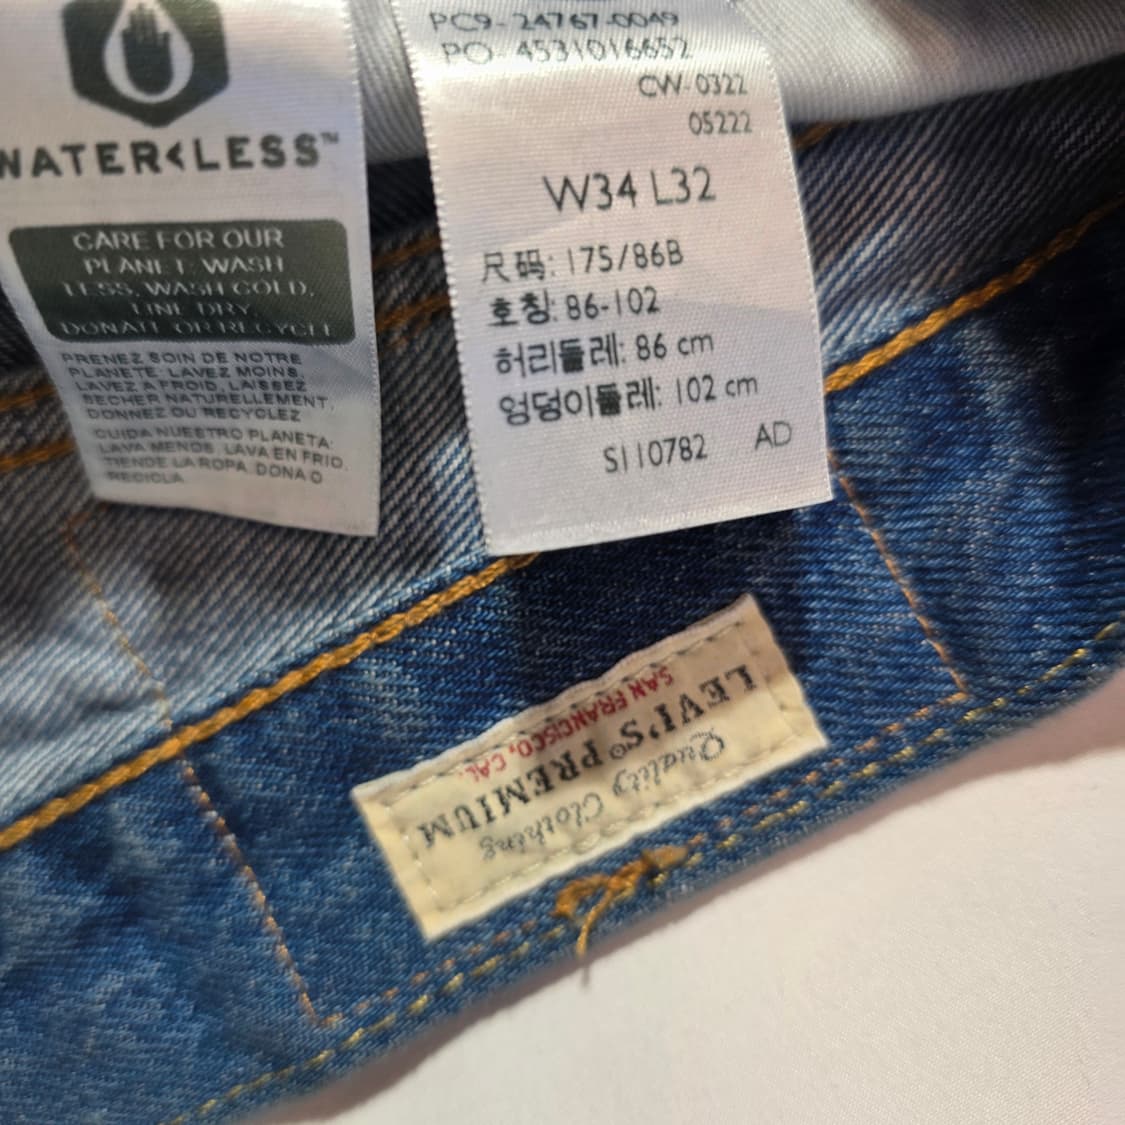 WATER<LESS™
CARE FOR OUR
PLANET: WASH
LESS, WASH COLD,
LINE DRY,
DONATE OR RECYCLE
PRENEZ SOIN DE NOTRE
PLANETE: LAVEZ MOINS,
LAVEZ A FROID, LAISSEZ
SECHER NATURELLEMENT,
DONNEZ OU RECYCLEZ
CUIDA NUESTRO PLANETA:
LAVA MENOS, LAVA EN FRIO,
TIENDE LA ROPA, DONA O
RECICLA
PC9-24767-0049
PO- 4531016652
CW-0322
05222
W34 L32
尺码: 175/86B
호칭: 86-102
허리둘레: 86 cm
엉덩이둘레: 102 cm
S110782 AD
Quality Clothing
LEVI'S® PREMIUM
SAN FRANCISCO, CAL.